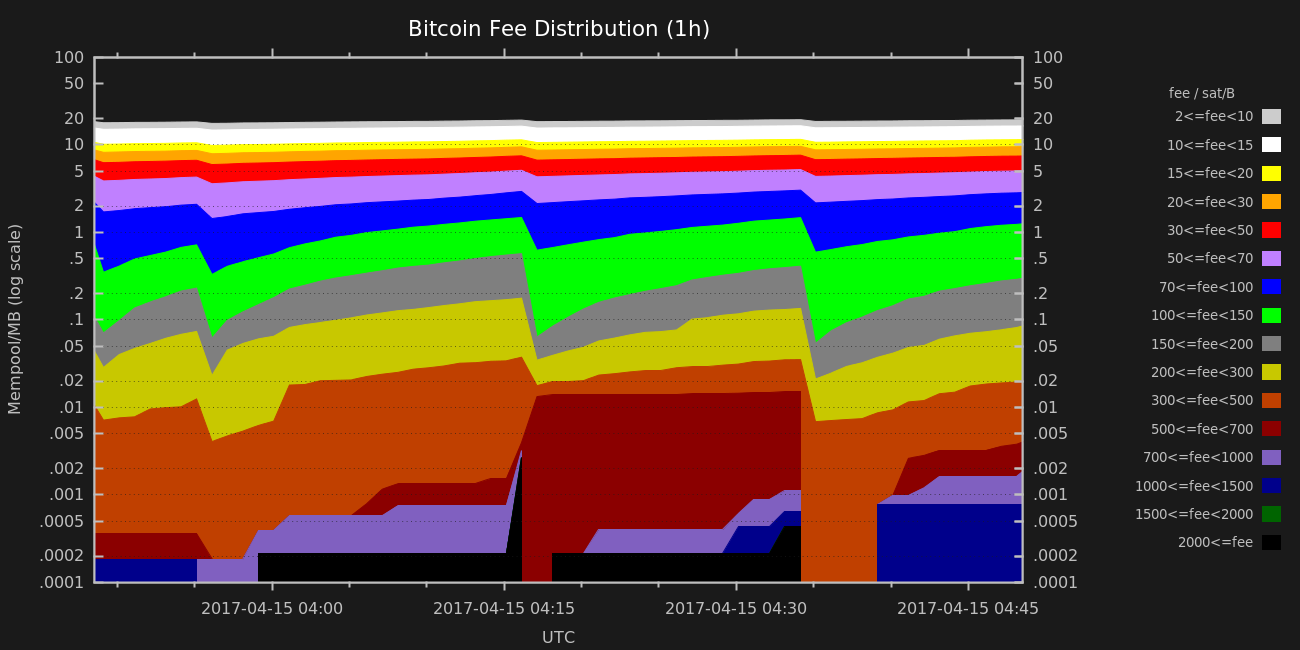 Bitcoin Fee Distribution (1h)
Mempool/MB (log scale)
100
50
20
10
5
2
1
.5
.2
.1
.05
.02
.01
.005
.002
.001
.0005
.0002
.0001
100
50
20
10
5
2
1
.5
.2
.1
.05
.02
.01
.005
.002
.001
.0005
.0002
.0001
2017-04-15 04:00
2017-04-15 04:15
2017-04-15 04:30
2017-04-15 04:45
UTC
fee / sat/B
2<=fee<10
10<=fee<15
15<=fee<20
20<=fee<30
30<=fee<50
50<=fee<70
70<=fee<100
100<=fee<150
150<=fee<200
200<=fee<300
300<=fee<500
500<=fee<700
700<=fee<1000
1000<=fee<1500
1500<=fee<2000
2000<=fee